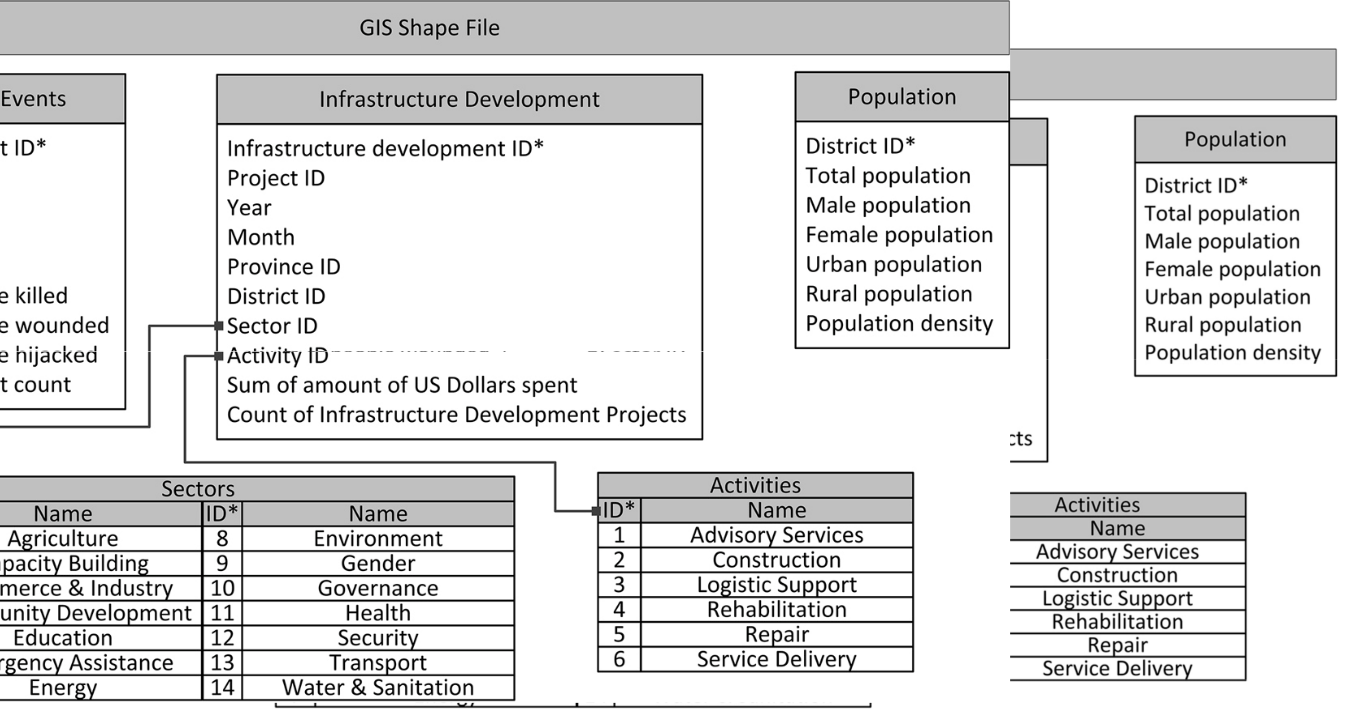 GIS Shape File
Events
t ID*
e killed
e wounded
e hijacked
t count
Infrastructure Development
Infrastructure development ID*
Project ID
Year
Month
Province ID
District ID
Sector ID
Activity ID
Sum of amount of US Dollars spent
Count of Infrastructure Development Projects
Population
District ID*
Total population
Male population
Female population
Urban population
Rural population
Population density
Population
District ID*
Total population
Male population
Female population
Urban population
Rural population
Population density
cts
Sectors
Name ID* Name
Agriculture 8 Environment
pacity Building 9 Gender
merce & Industry 10 Governance
unity Development 11 Health
Education 12 Security
rgency Assistance 13 Transport
Energy 14 Water & Sanitation
Activities
ID* Name
1 Advisory Services
2 Construction
3 Logistic Support
4 Rehabilitation
5 Repair
6 Service Delivery
Activities
Name
Advisory Services
Construction
Logistic Support
Rehabilitation
Repair
Service Delivery